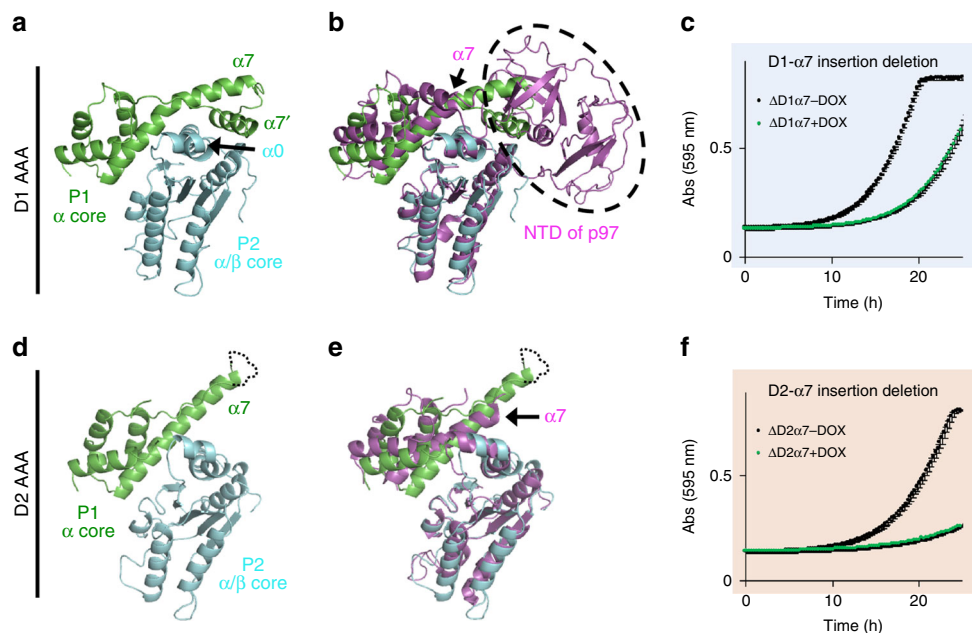 a
b
c
D1 AAA
α7
α7′
α0
P1
α core
P2
α/β core
α7
NTD of p97
D1-α7 insertion deletion
ΔD1α7–DOX
ΔD1α7+DOX
Abs (595 nm)
0.5
0
0
10
20
Time (h)
d
e
f
D2 AAA
α7
P1
α core
P2
α/β core
α7
D2-α7 insertion deletion
ΔD2α7–DOX
ΔD2α7+DOX
Abs (595 nm)
0.5
0
0
10
20
Time (h)